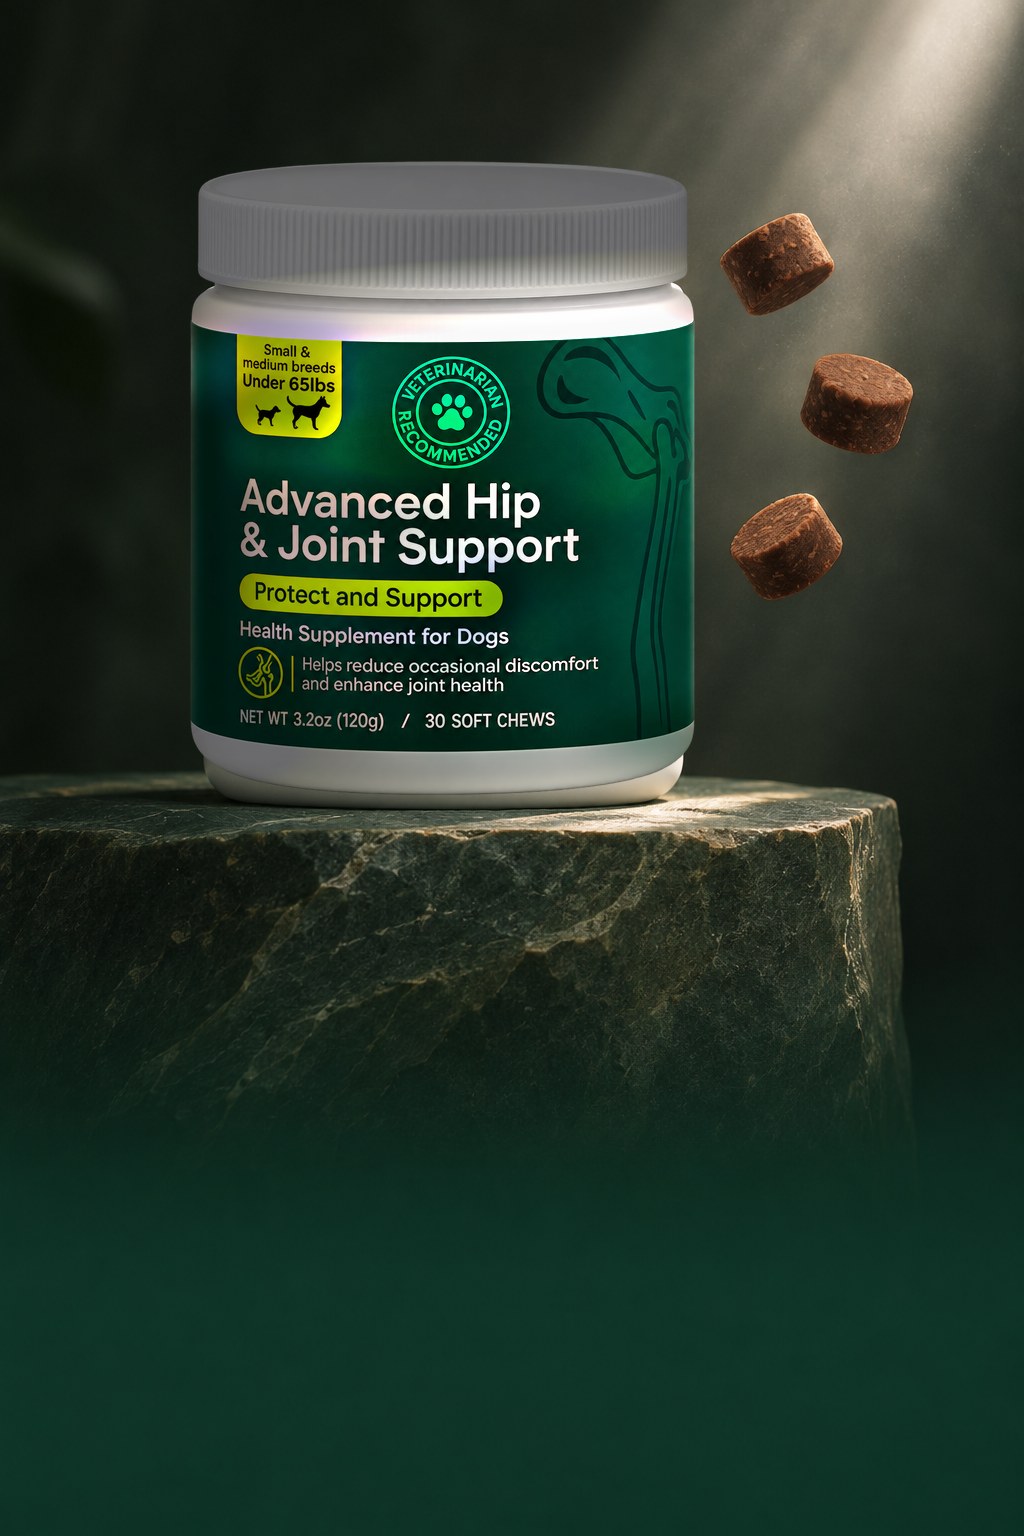 Small &
medium breeds
Under 65lbs
VETERINARIAN
RECOMMENDED
Advanced Hip
& Joint Support
Protect and Support
Health Supplement for Dogs
Helps reduce occasional discomfort
and enhance joint health
NET WT 3.2oz (120g) / 30 SOFT CHEWS